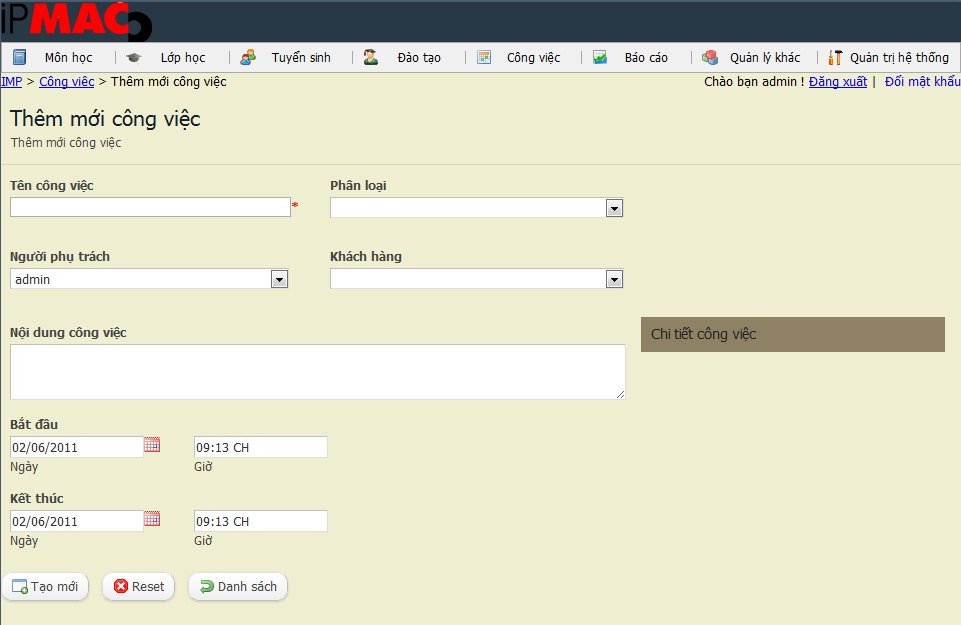 iPMAC
Môn học Lớp học Tuyển sinh Đào tạo Công việc Báo cáo Quản lý khác Quản trị hệ thống
IMP > Công viêc > Thêm mới công việc Chào bạn admin ! Đăng xuất | Đổi mật khẩu
Thêm mới công việc
Thêm mới công việc
Tên công việc Phân loại
*
Người phụ trách Khách hàng
admin
Nội dung công việc
Chi tiết công việc
Bắt đầu
02/06/2011 09:13 CH
Ngày Giờ
Kết thúc
02/06/2011 09:13 CH
Ngày Giờ
Tạo mới Reset Danh sách